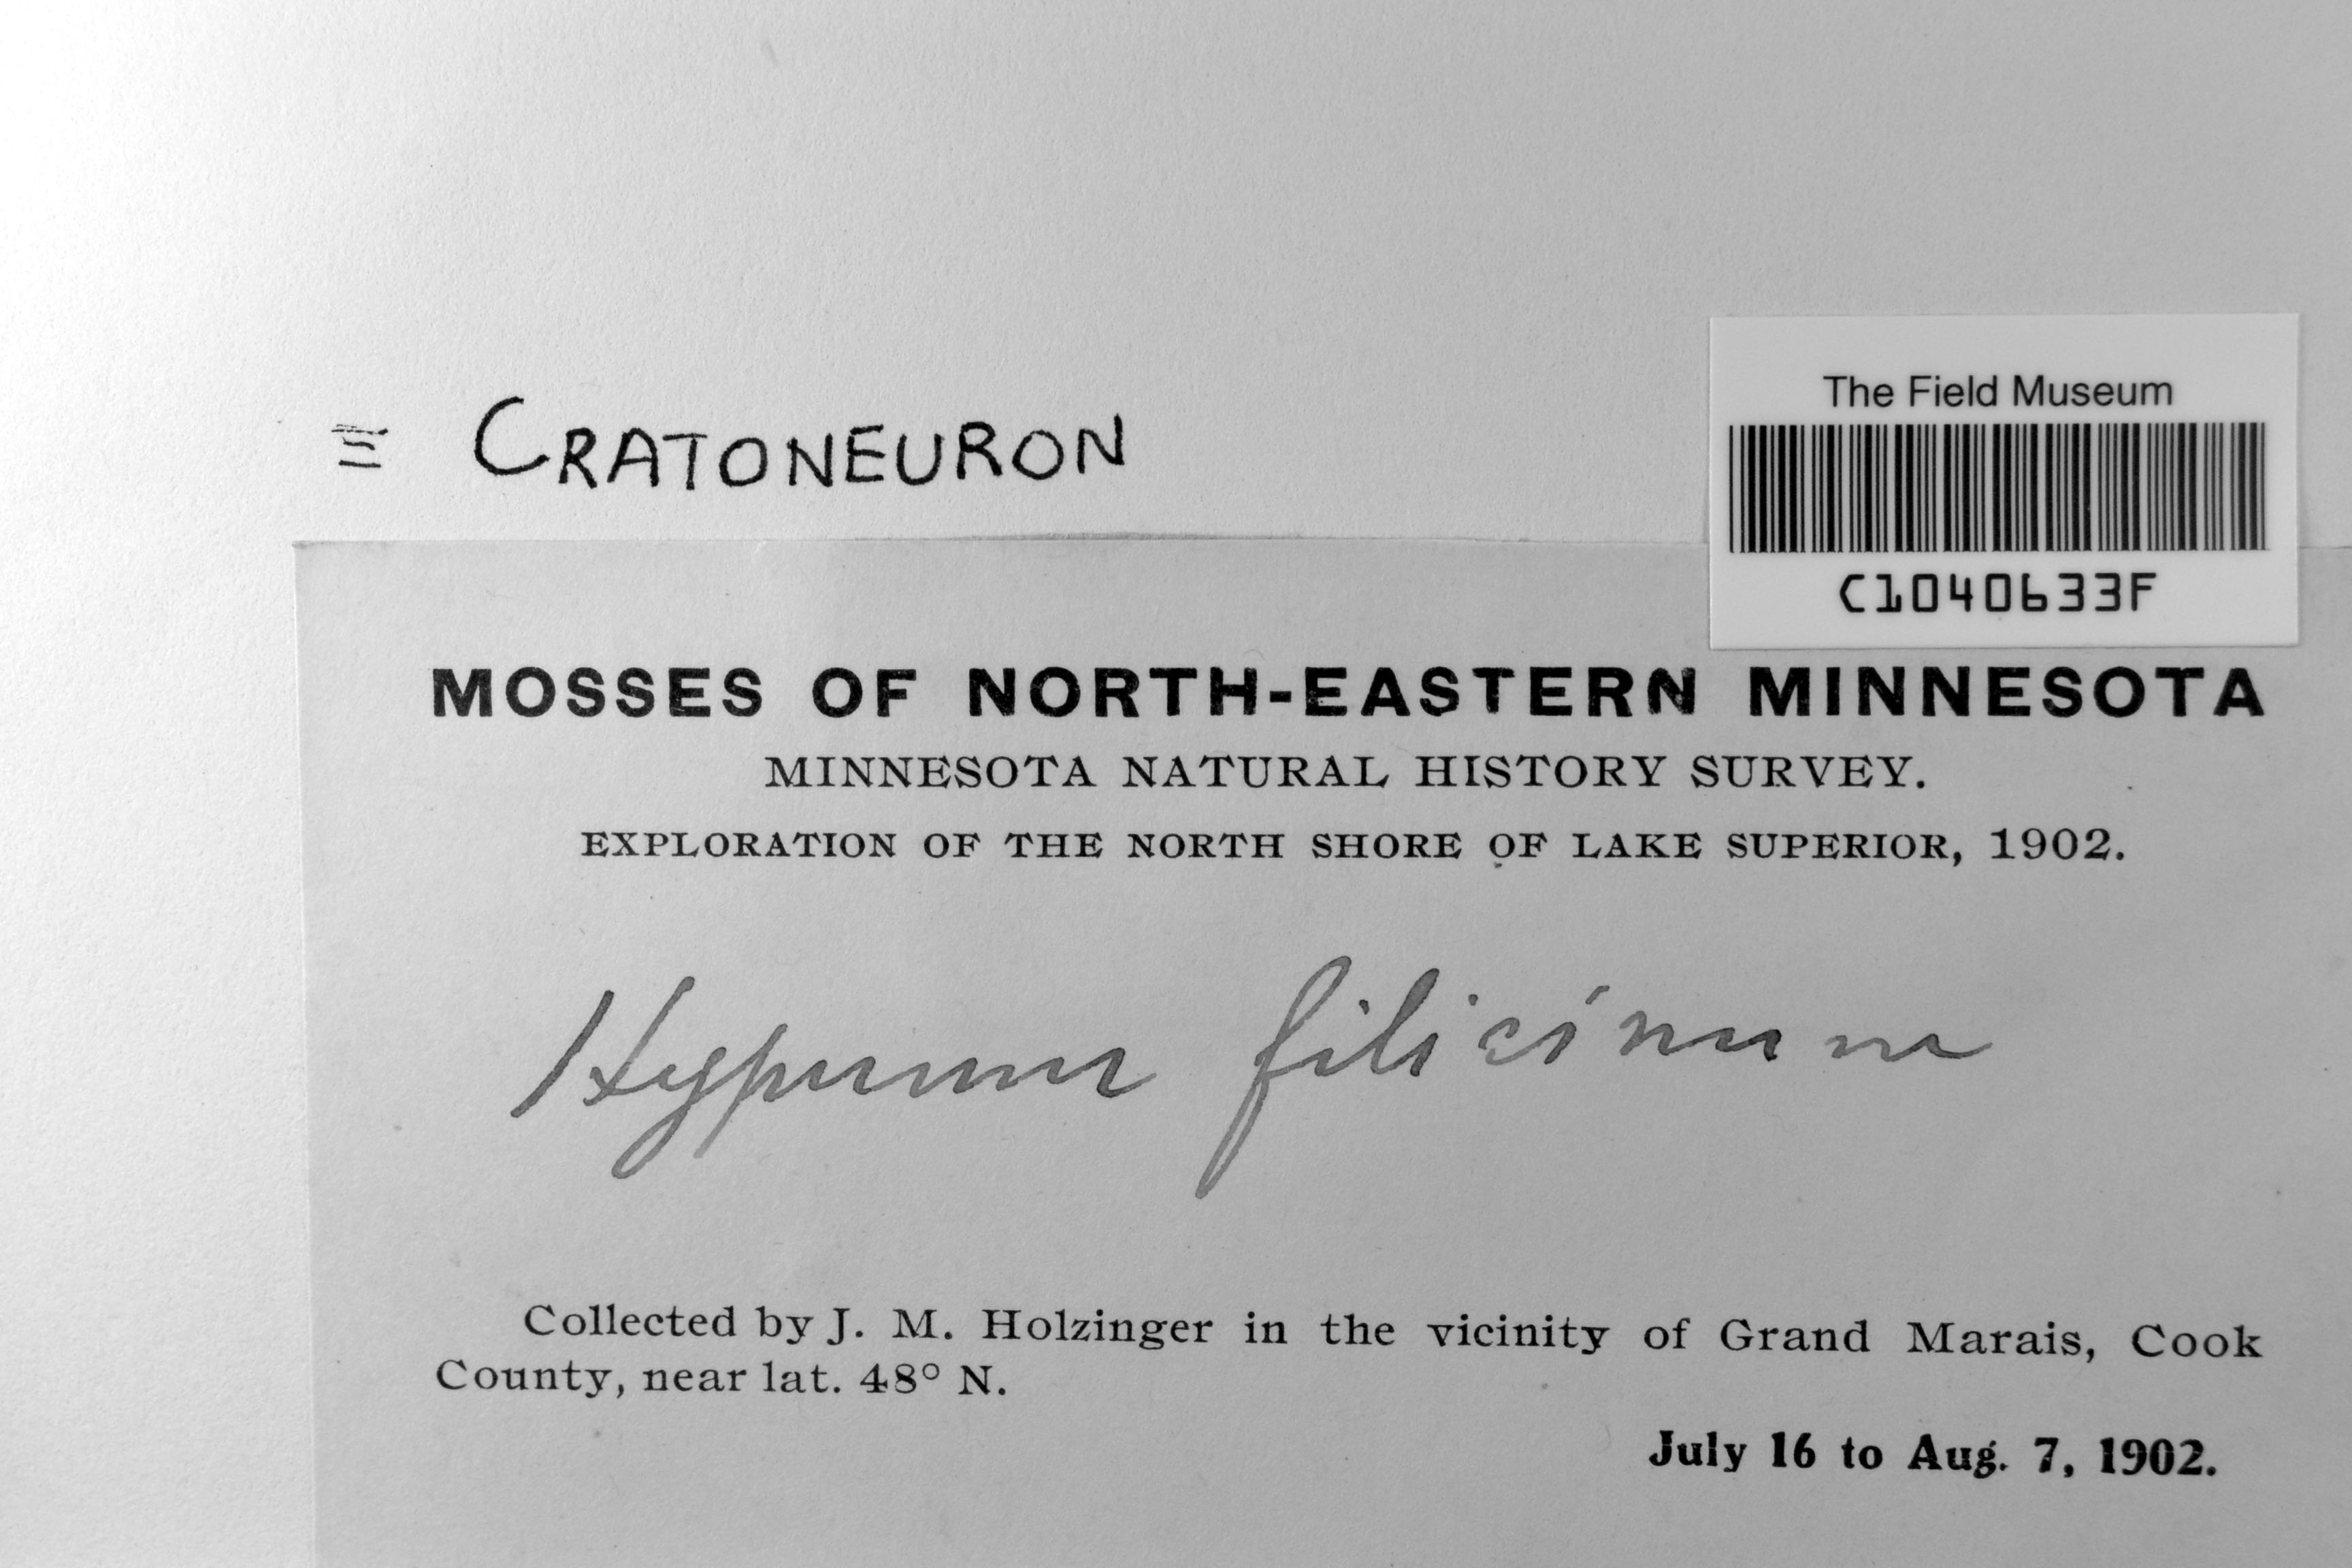 ≡ CRATONEURON
The Field Museum
C1040633F
MOSSES OF NORTH-EASTERN MINNESOTA
MINNESOTA NATURAL HISTORY SURVEY.
EXPLORATION OF THE NORTH SHORE OF LAKE SUPERIOR, 1902.
Hypnum filicinum
Collected by J. M. Holzinger in the vicinity of Grand Marais, Cook
County, near lat. 48° N.
July 16 to Aug. 7, 1902.